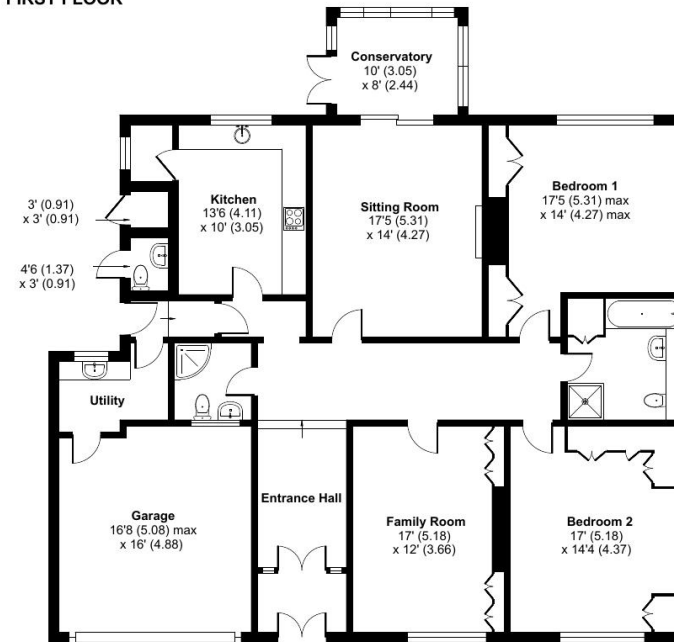 FIRST FLOOR
Conservatory
10' (3.05)
x 8' (2.44)
Kitchen
13'6 (4.11)
x 10' (3.05)
Sitting Room
17'5 (5.31)
x 14' (4.27)
Bedroom 1
17'5 (5.31) max
x 14' (4.27) max
3' (0.91)
x 3' (0.91)
4'6 (1.37)
x 3' (0.91)
Utility
Garage
16'8 (5.08) max
x 16' (4.88)
Entrance Hall
Family Room
17' (5.18)
x 12' (3.66)
Bedroom 2
17' (5.18)
x 14'4 (4.37)